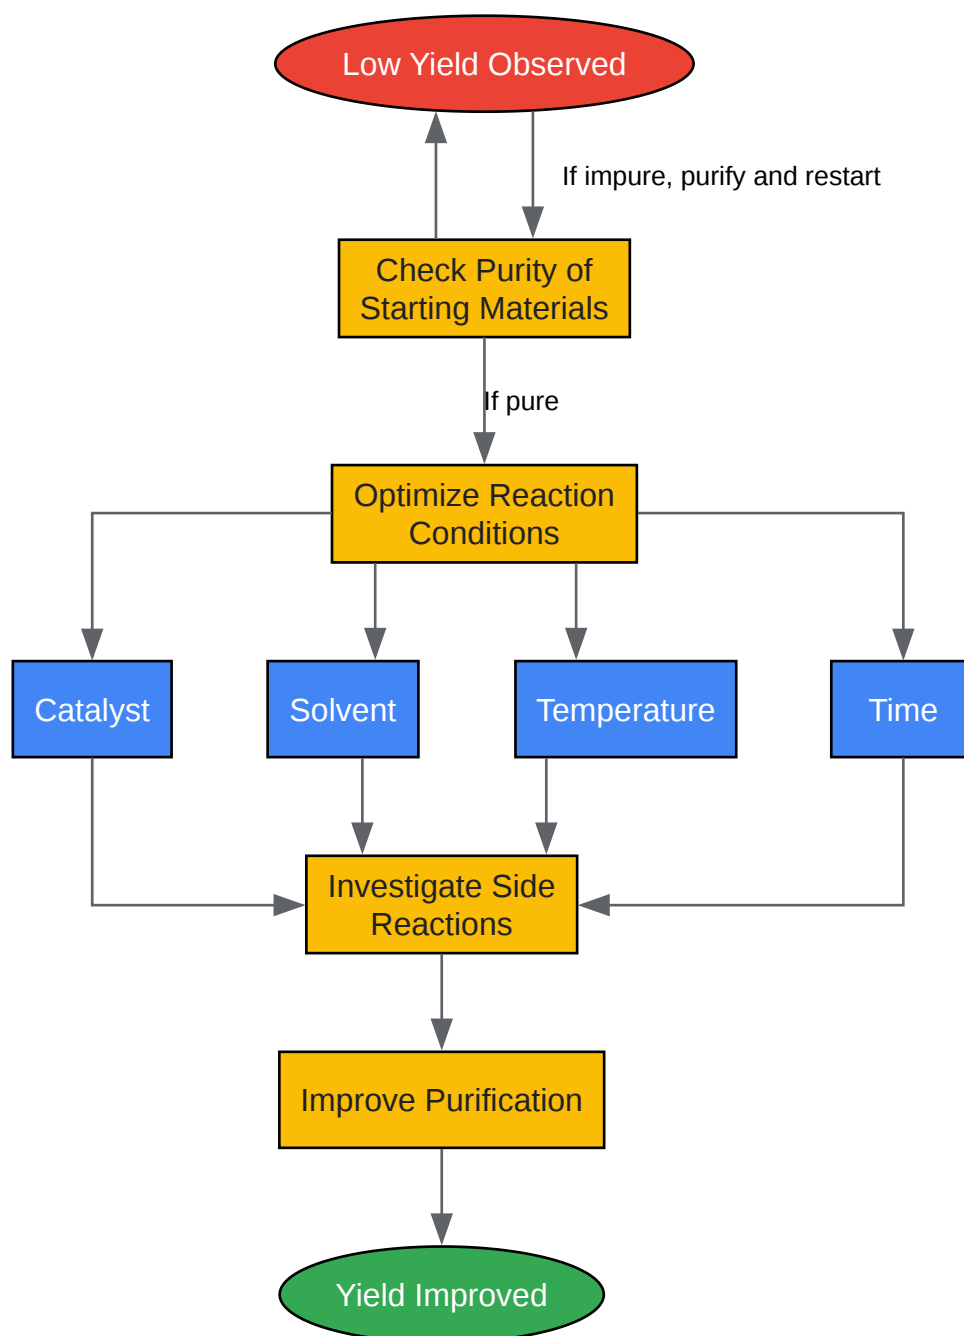 Low Yield Observed
If impure, purify and restart
Check Purity of
Starting Materials
If pure
Optimize Reaction
Conditions
Catalyst
Solvent
Temperature
Time
Investigate Side
Reactions
Improve Purification
Yield Improved